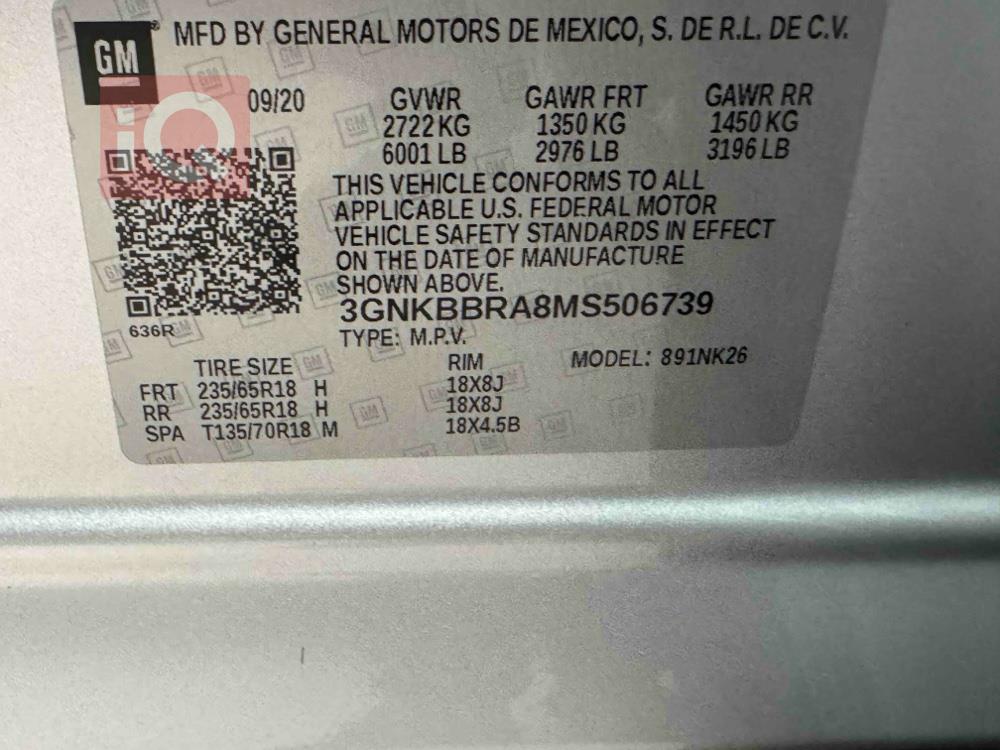 GM
MFD BY GENERAL MOTORS DE MEXICO, S. DE R.L. DE C.V.
iQ
09/20 GVWR GAWR FRT GAWR RR
2722 KG 1350 KG 1450 KG
6001 LB 2976 LB 3196 LB
THIS VEHICLE CONFORMS TO ALL
APPLICABLE U.S. FEDERAL MOTOR
VEHICLE SAFETY STANDARDS IN EFFECT
ON THE DATE OF MANUFACTURE
SHOWN ABOVE.
3GNKBBRA8MS506739
636R
TYPE: M.P.V.
TIRE SIZE RIM MODEL: 891NK26
FRT 235/65R18 H 18X8J
RR 235/65R18 H 18X8J
SPA T135/70R18 M 18X4.5B